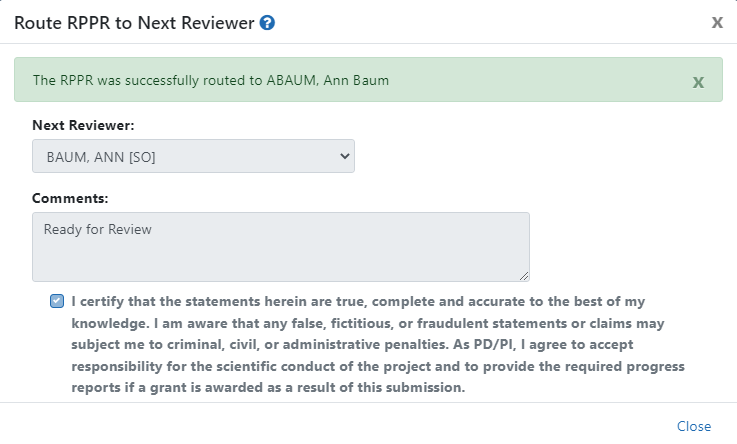 Route RPPR to Next Reviewer ?
X
The RPPR was successfully routed to ABAUM, Ann Baum
X
Next Reviewer:
BAUM, ANN [SO]
Comments:
Ready for Review
I certify that the statements herein are true, complete and accurate to the best of my
knowledge. I am aware that any false, fictitious, or fraudulent statements or claims may
subject me to criminal, civil, or administrative penalties. As PD/PI, I agree to accept
responsibility for the scientific conduct of the project and to provide the required progress
reports if a grant is awarded as a result of this submission.
Close